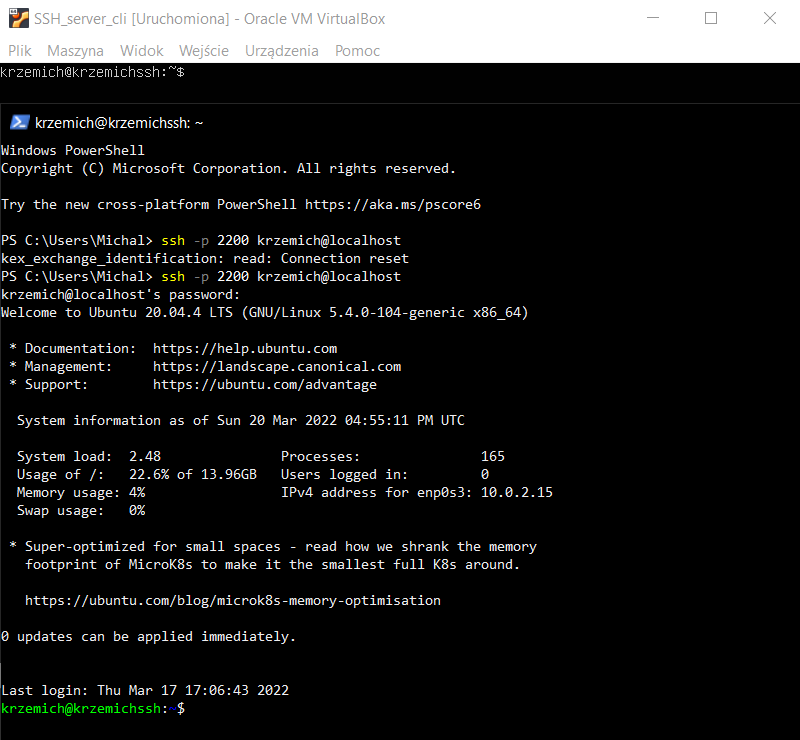 SSH_server_cli [Uruchomiona] - Oracle VM VirtualBox
Plik Maszyna Widok Wejście Urządzenia Pomoc
krzemich@krzemichssh:~$
krzemich@krzemichssh: ~
Windows PowerShell
Copyright (C) Microsoft Corporation. All rights reserved.
Try the new cross-platform PowerShell https://aka.ms/pscore6
PS C:\Users\Michal> ssh -p 2200 krzemich@localhost
kex_exchange_identification: read: Connection reset
PS C:\Users\Michal> ssh -p 2200 krzemich@localhost
krzemich@localhost's password:
Welcome to Ubuntu 20.04.4 LTS (GNU/Linux 5.4.0-104-generic x86_64)
* Documentation: https://help.ubuntu.com
* Management: https://landscape.canonical.com
* Support: https://ubuntu.com/advantage
System information as of Sun 20 Mar 2022 04:55:11 PM UTC
System load: 2.48 Processes: 165
Usage of /: 22.6% of 13.96GB Users logged in: 0
Memory usage: 4% IPv4 address for enp0s3: 10.0.2.15
Swap usage: 0%
* Super-optimized for small spaces - read how we shrank the memory
footprint of MicroK8s to make it the smallest full K8s around.
https://ubuntu.com/blog/microk8s-memory-optimisation
0 updates can be applied immediately.
Last login: Thu Mar 17 17:06:43 2022
krzemich@krzemichssh:~$